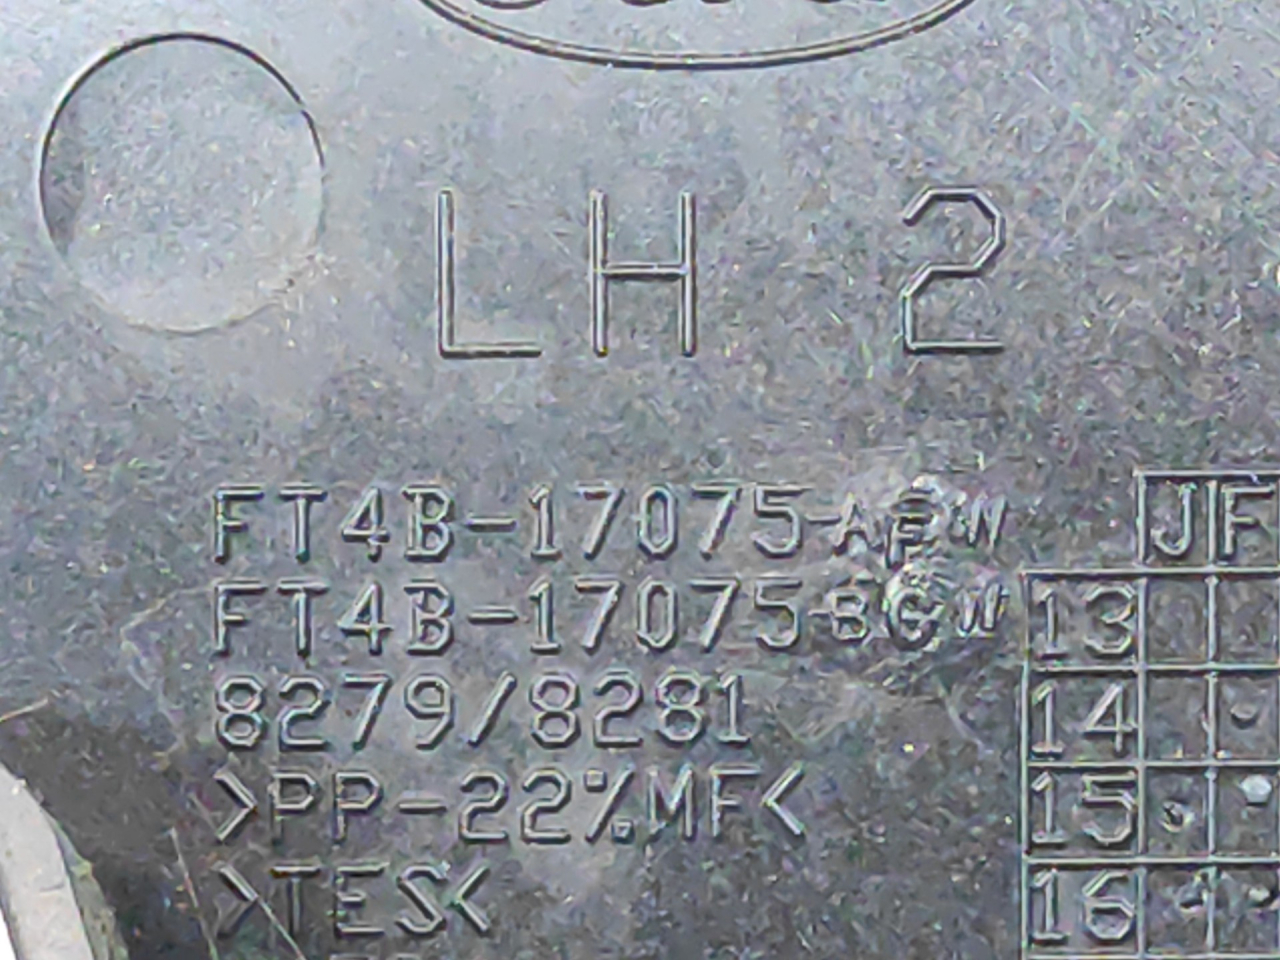 LH 2
FT4B-17075-AFW
FT4B-17075-BGW
8279/8281
>PP-22%MF<
>TES<
JF
13
14
15
16